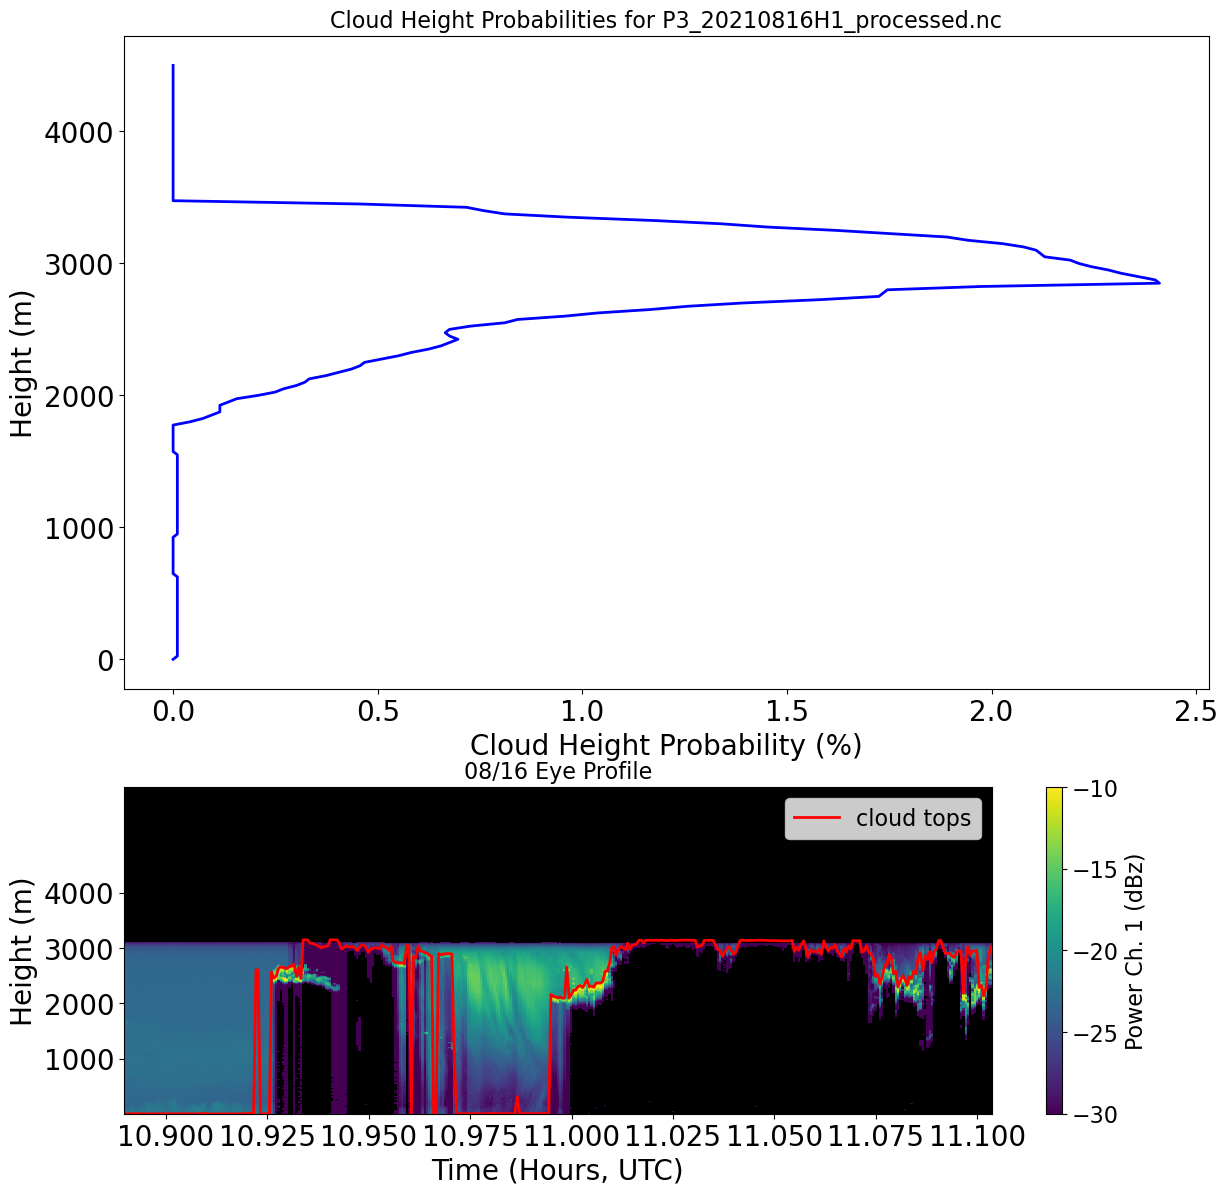 Cloud Height Probabilities for P3_20210816H1_processed.nc
4000
3000
2000
1000
0
Height (m)
0.0 0.5 1.0 1.5 2.0 2.5
Cloud Height Probability (%)
08/16 Eye Profile
cloud tops
4000
3000
2000
1000
Height (m)
10.900 10.925 10.950 10.975 11.000 11.025 11.050 11.075 11.100
Time (Hours, UTC)
−10
−15
−20
−25
−30
Power Ch. 1 (dBz)